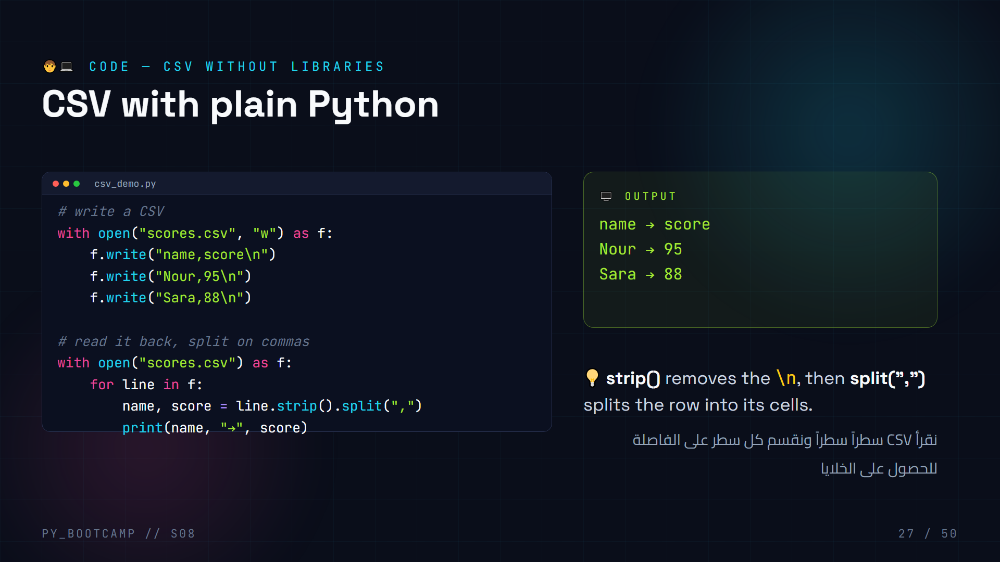 🧑‍💻 CODE — CSV WITHOUT LIBRARIES
CSV with plain Python
csv_demo.py
# write a CSV
with open("scores.csv", "w") as f:
    f.write("name,score\n")
    f.write("Nour,95\n")
    f.write("Sara,88\n")

# read it back, split on commas
with open("scores.csv") as f:
    for line in f:
        name, score = line.strip().split(",")
        print(name, "→", score)
🖥️ OUTPUT
name → score
Nour → 95
Sara → 88
💡 strip() removes the \n, then split(”,”)
splits the row into its cells.
نقرأ CSV سطراً سطراً ونقسم كل سطر على الفاصلة
للحصول على الخلايا
PY_BOOTCAMP // S08
27 / 50